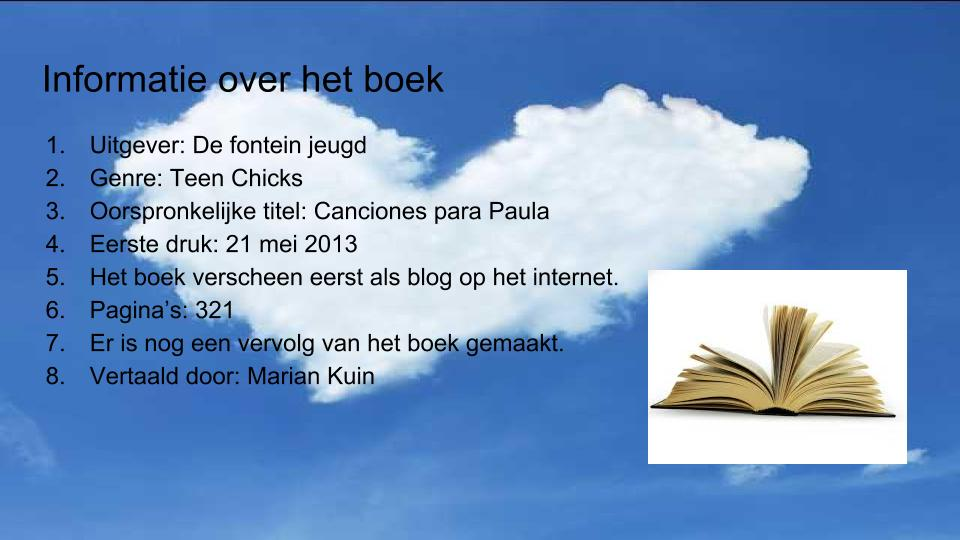 Informatie over het boek
1. Uitgever: De fontein jeugd
2. Genre: Teen Chicks
3. Oorspronkelijke titel: Canciones para Paula
4. Eerste druk: 21 mei 2013
5. Het boek verscheen eerst als blog op het internet.
6. Pagina’s: 321
7. Er is nog een vervolg van het boek gemaakt.
8. Vertaald door: Marian Kuin